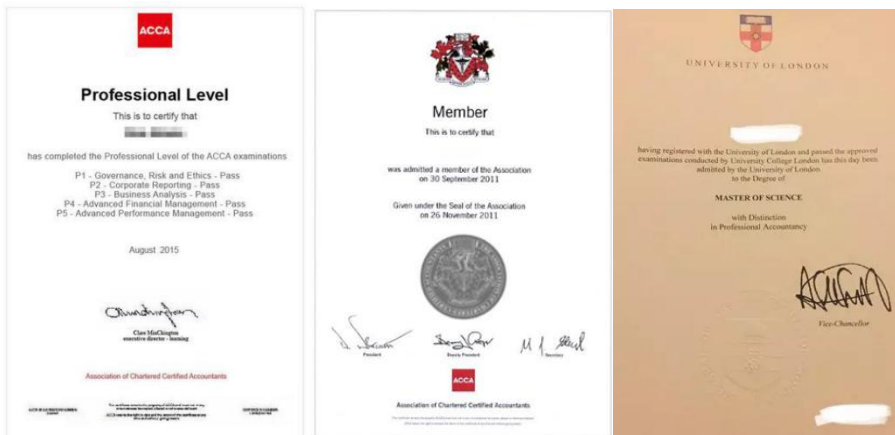 ACCA
Professional Level
This is to certify that
has completed the Professional Level of the ACCA examinations
P1 - Governance, Risk and Ethics - Pass
P2 - Corporate Reporting - Pass
P3 - Business Analysis - Pass
P4 - Advanced Financial Management - Pass
P5 - Advanced Performance Management - Pass
August 2015
executive director - learning
Association of Chartered Certified Accountants
Member
This is to certify that
was admitted a member of the Association
on 30 September 2011
Given under the Seal of the Association
on 26 November 2011
President
Deputy President
Secretary
ACCA
Association of Chartered Certified Accountants
UNIVERSITY OF LONDON
having registered with the University of London and passed the approved
examinations conducted by University College London has this day been
admitted by the University of London
to the Degree of
MASTER OF SCIENCE
with Distinction
in Professional Accountancy
Vice-Chancellor